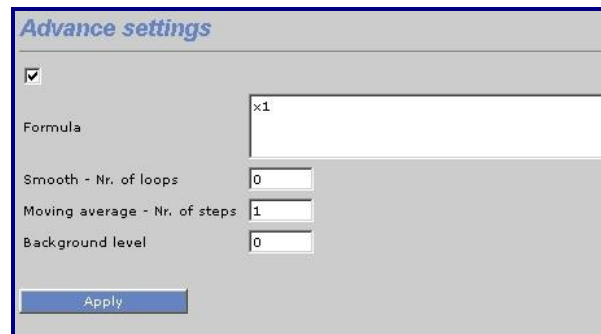 Advance settings
Formula
x1
Smooth - Nr. of loops
0
Moving average - Nr. of steps
1
Background level
0
Apply